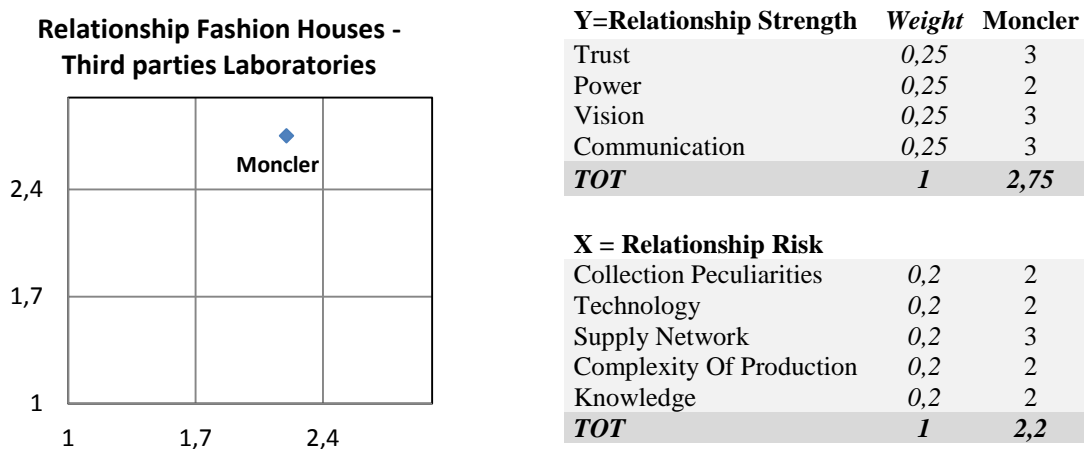 Relationship Fashion Houses -
Third parties Laboratories
Moncler
2,4
1,7
1
1 1,7 2,4
Y=Relationship Strength Weight Moncler
Trust 0,25 3
Power 0,25 2
Vision 0,25 3
Communication 0,25 3
TOT 1 2,75
X = Relationship Risk
Collection Peculiarities 0,2 2
Technology 0,2 2
Supply Network 0,2 3
Complexity Of Production 0,2 2
Knowledge 0,2 2
TOT 1 2,2